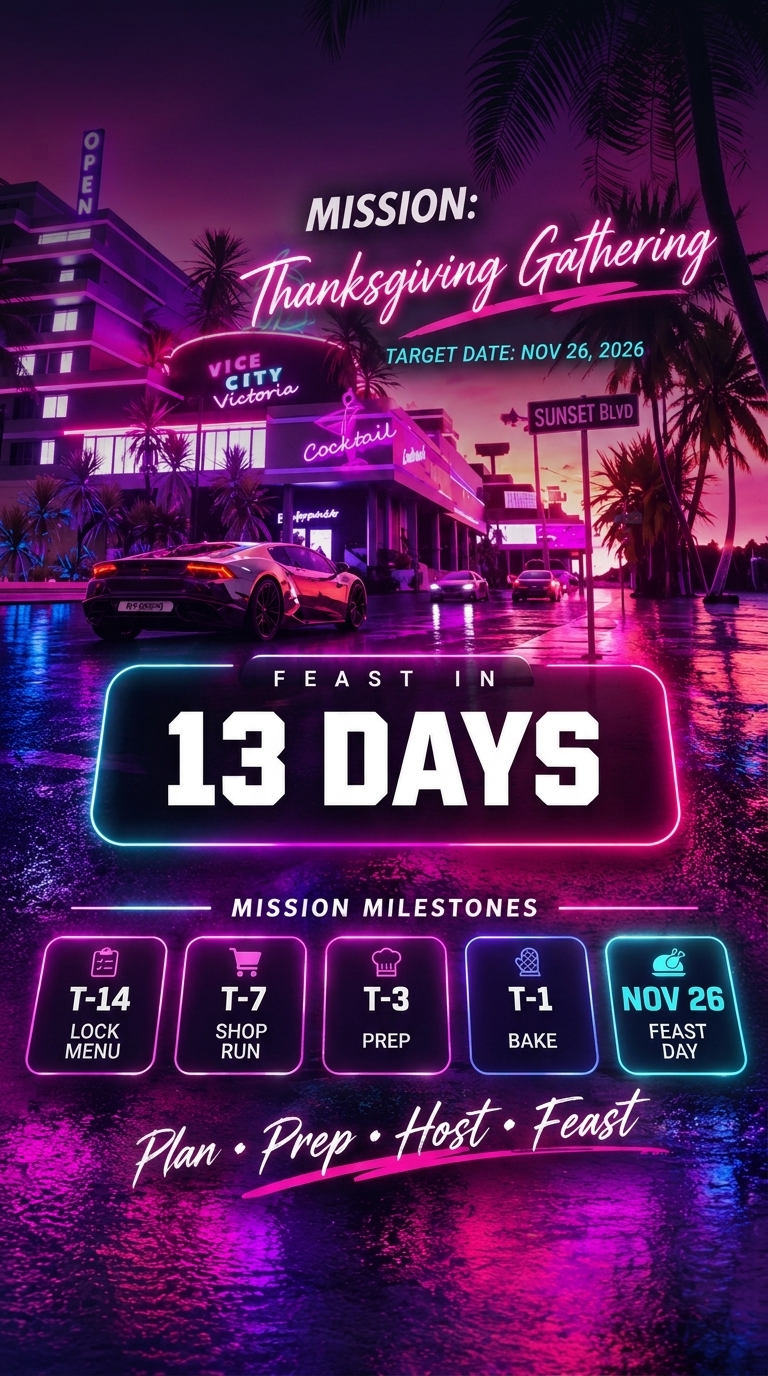 OPEN
MISSION:
Thanksgiving Gathering
TARGET DATE: NOV 26, 2026
VICE
CITY
Victoria
SUNSET BLVD
Cocktail
FEAST IN
13 DAYS
MISSION MILESTONES
T-14
LOCK
MENU
T-7
SHOP
RUN
T-3
PREP
T-1
BAKE
NOV 26
FEAST
DAY
Plan • Prep • Host • Feast